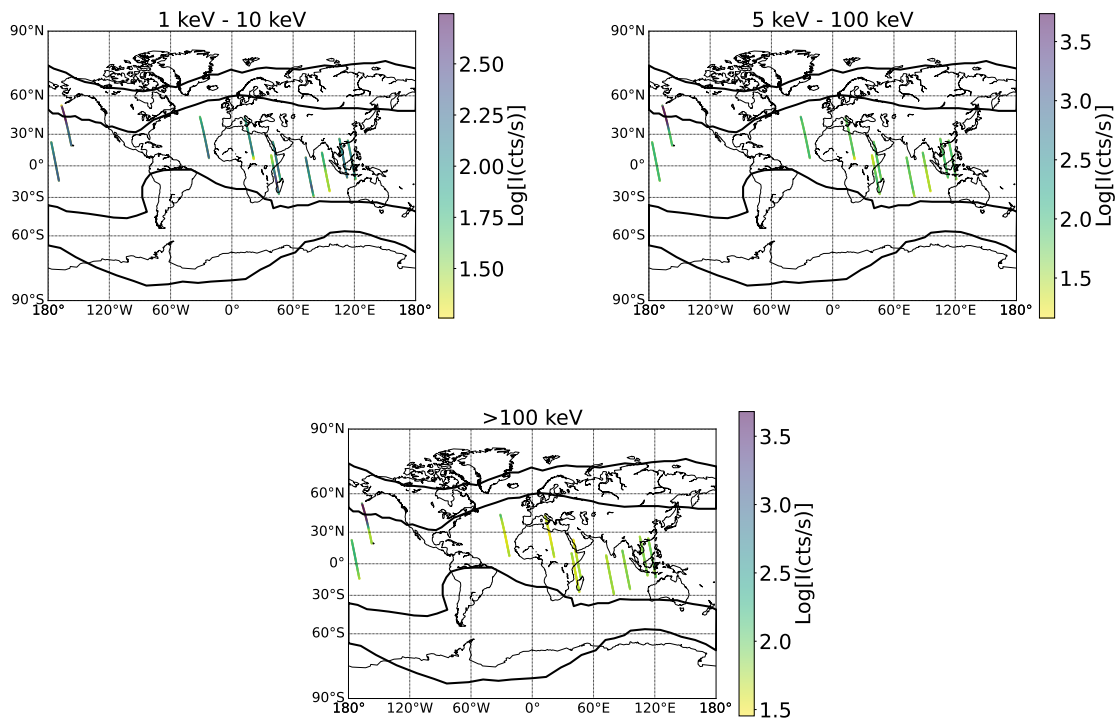 1 keV - 10 keV
90°N
60°N
30°N
0°
30°S
60°S
90°S
180°
120°W
60°W
0°
60°E
120°E
180°
2.50
2.25
2.00
1.75
1.50
Log[I(cts/s)]
5 keV - 100 keV
90°N
60°N
30°N
0°
30°S
60°S
90°S
180°
120°W
60°W
0°
60°E
120°E
180°
3.5
3.0
2.5
2.0
1.5
Log[I(cts/s)]
>100 keV
90°N
60°N
30°N
0°
30°S
60°S
90°S
180°
120°W
60°W
0°
60°E
120°E
180°
3.5
3.0
2.5
2.0
1.5
Log[I(cts/s)]